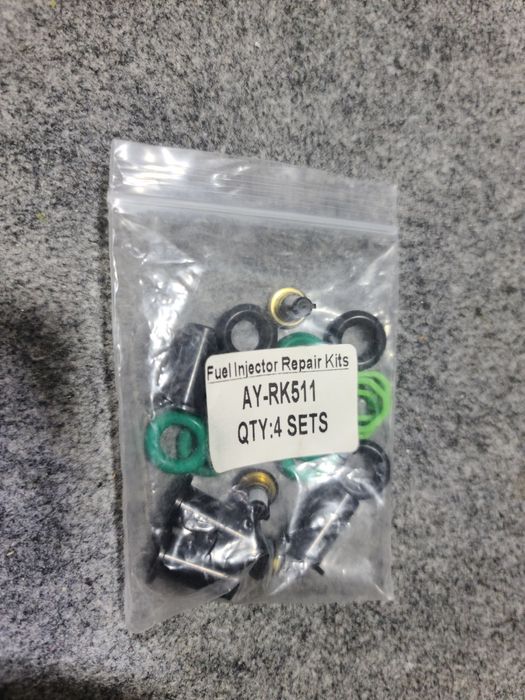 Fuel Injector Repair Kits
AY-RK511
QTY:4 SETS